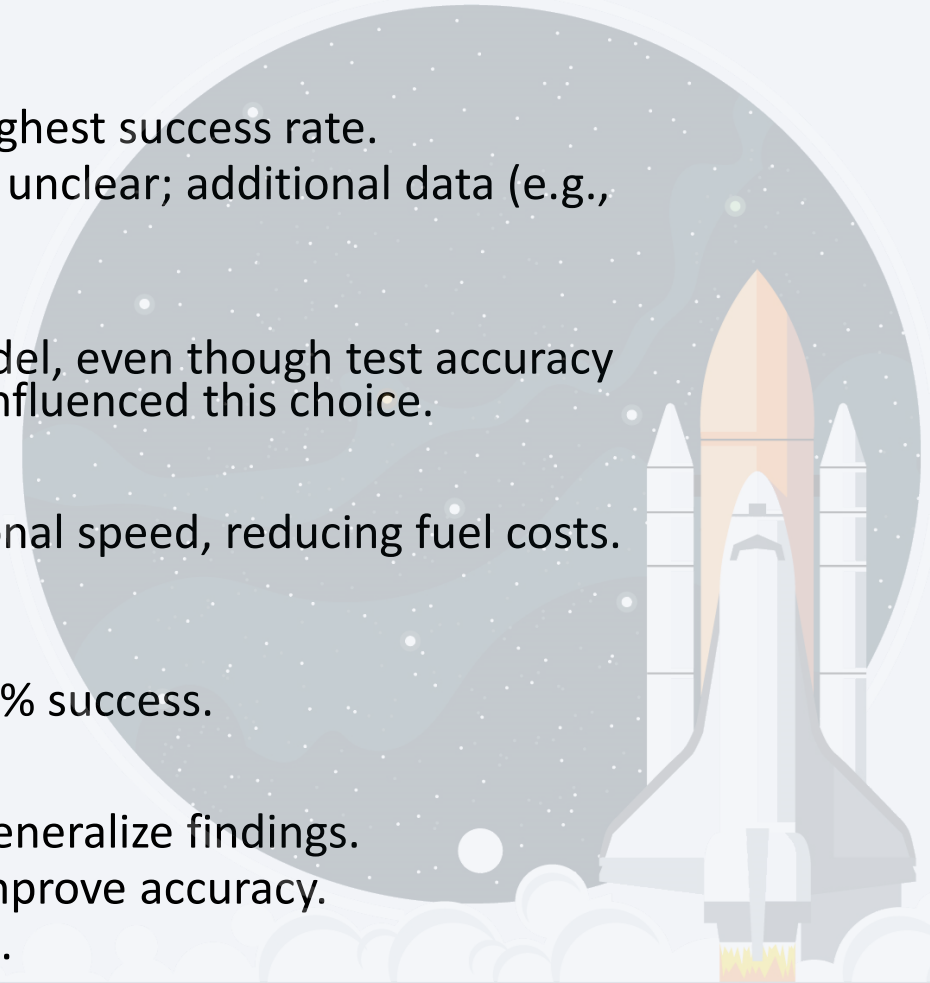 ghest success rate.
unclear; additional data (e.g.,
del, even though test accuracy
nfluenced this choice.
onal speed, reducing fuel costs.
% success.
eneralize findings.
nprove accuracy.
.